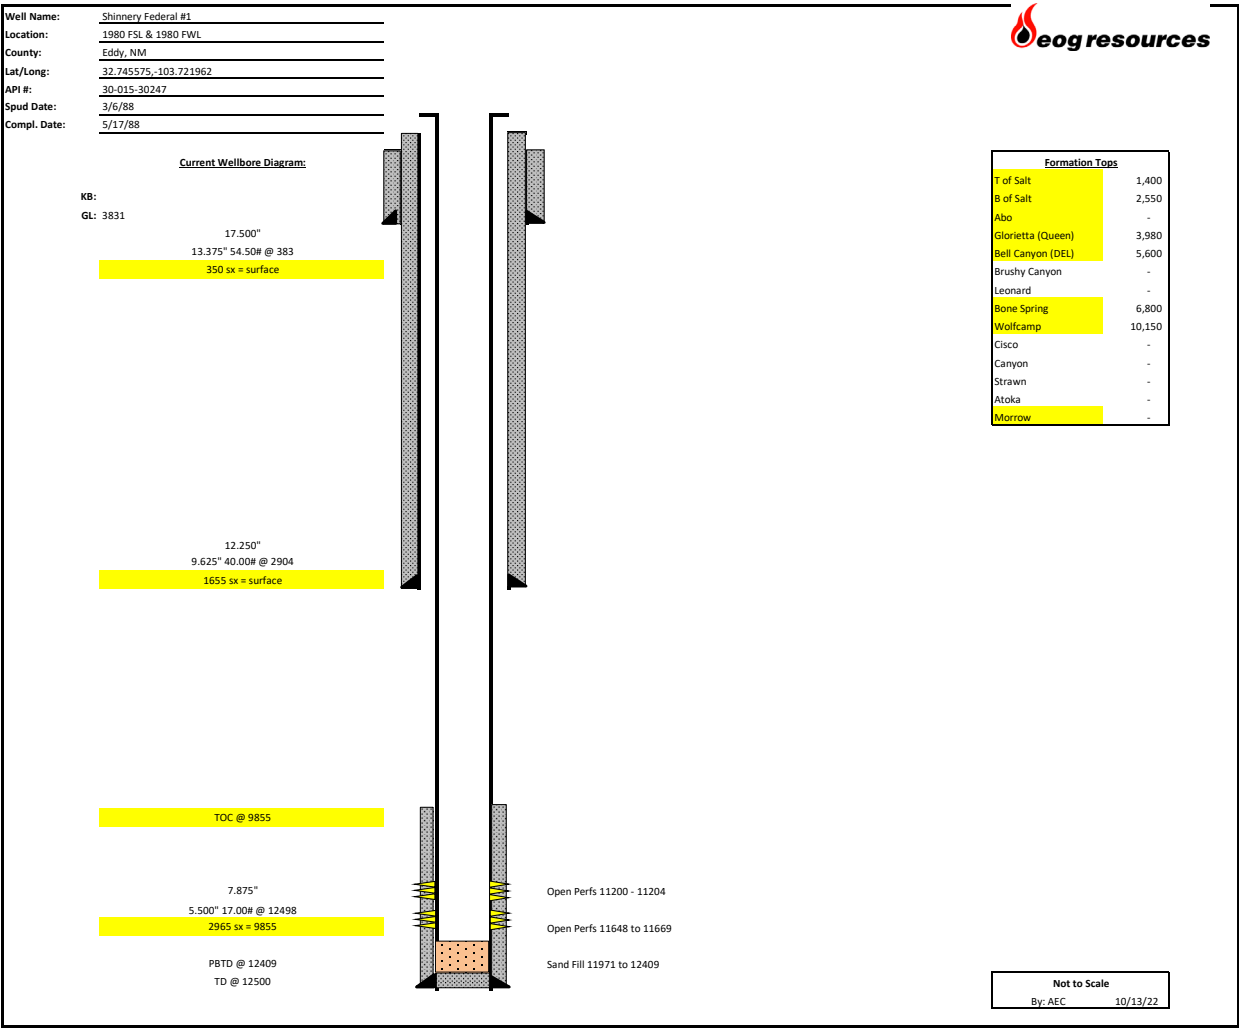 eog resources
Well Name: Shinnery Federal #1
Location: 1980 FSL & 1980 FWL
County: Eddy, NM
Lat/Long: 32.745575,-103.721962
API #: 30-015-30247
Spud Date: 3/6/88
Compl. Date: 5/17/88
Current Wellbore Diagram:
KB:
GL: 3831
17.500"
13.375" 54.50# @ 383
350 sx = surface
12.250"
9.625" 40.00# @ 2904
1655 sx = surface
TOC @ 9855
7.875"
5.500" 17.00# @ 12498
2965 sx = 9855
PBTD @ 12409
TD @ 12500
Open Perfs 11200 - 11204
Open Perfs 11648 to 11669
Sand Fill 11971 to 12409
Formation Tops
T of Salt 1,400
B of Salt 2,550
Abo -
Glorietta (Queen) 3,980
Bell Canyon (DEL) 5,600
Brushy Canyon -
Leonard -
Bone Spring 6,800
Wolfcamp 10,150
Cisco -
Canyon -
Strawn -
Atoka -
Morrow -
Not to Scale
By: AEC 10/13/22